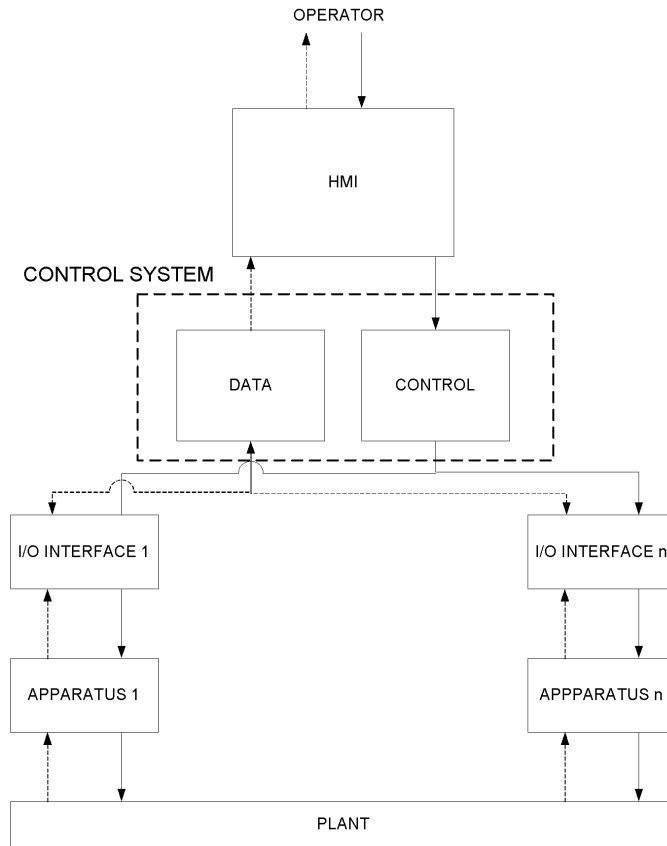 OPERATOR
HMI
CONTROL SYSTEM
DATA
CONTROL
I/O INTERFACE 1
I/O INTERFACE n
APPARATUS 1
APPPARATUS n
PLANT